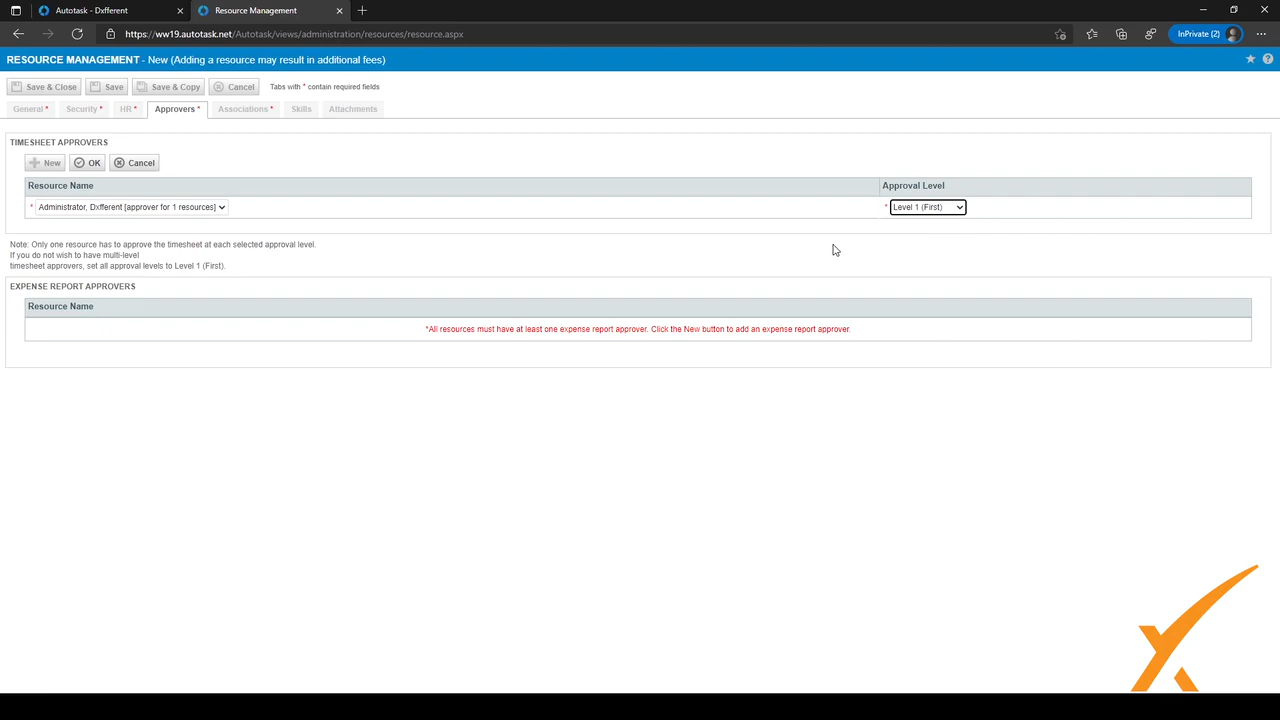 Autotask - Dxfferent
Resource Management
https://ww19.autotask.net/Autotask/views/administration/resources/resource.aspx
InPrivate (2)
RESOURCE MANAGEMENT - New (Adding a resource may result in additional fees)
Save & Close Save Save & Copy Cancel Tabs with * contain required fields
General * Security * HR * Approvers * Associations * Skills Attachments
TIMESHEET APPROVERS
New OK Cancel
Resource Name Approval Level
* Administrator, Dxfferent [approver for 1 resources] * Level 1 (First)
Note: Only one resource has to approve the timesheet at each selected approval level.
If you do not wish to have multi-level
timesheet approvers, set all approval levels to Level 1 (First).
EXPENSE REPORT APPROVERS
Resource Name
*All resources must have at least one expense report approver. Click the New button to add an expense report approver.